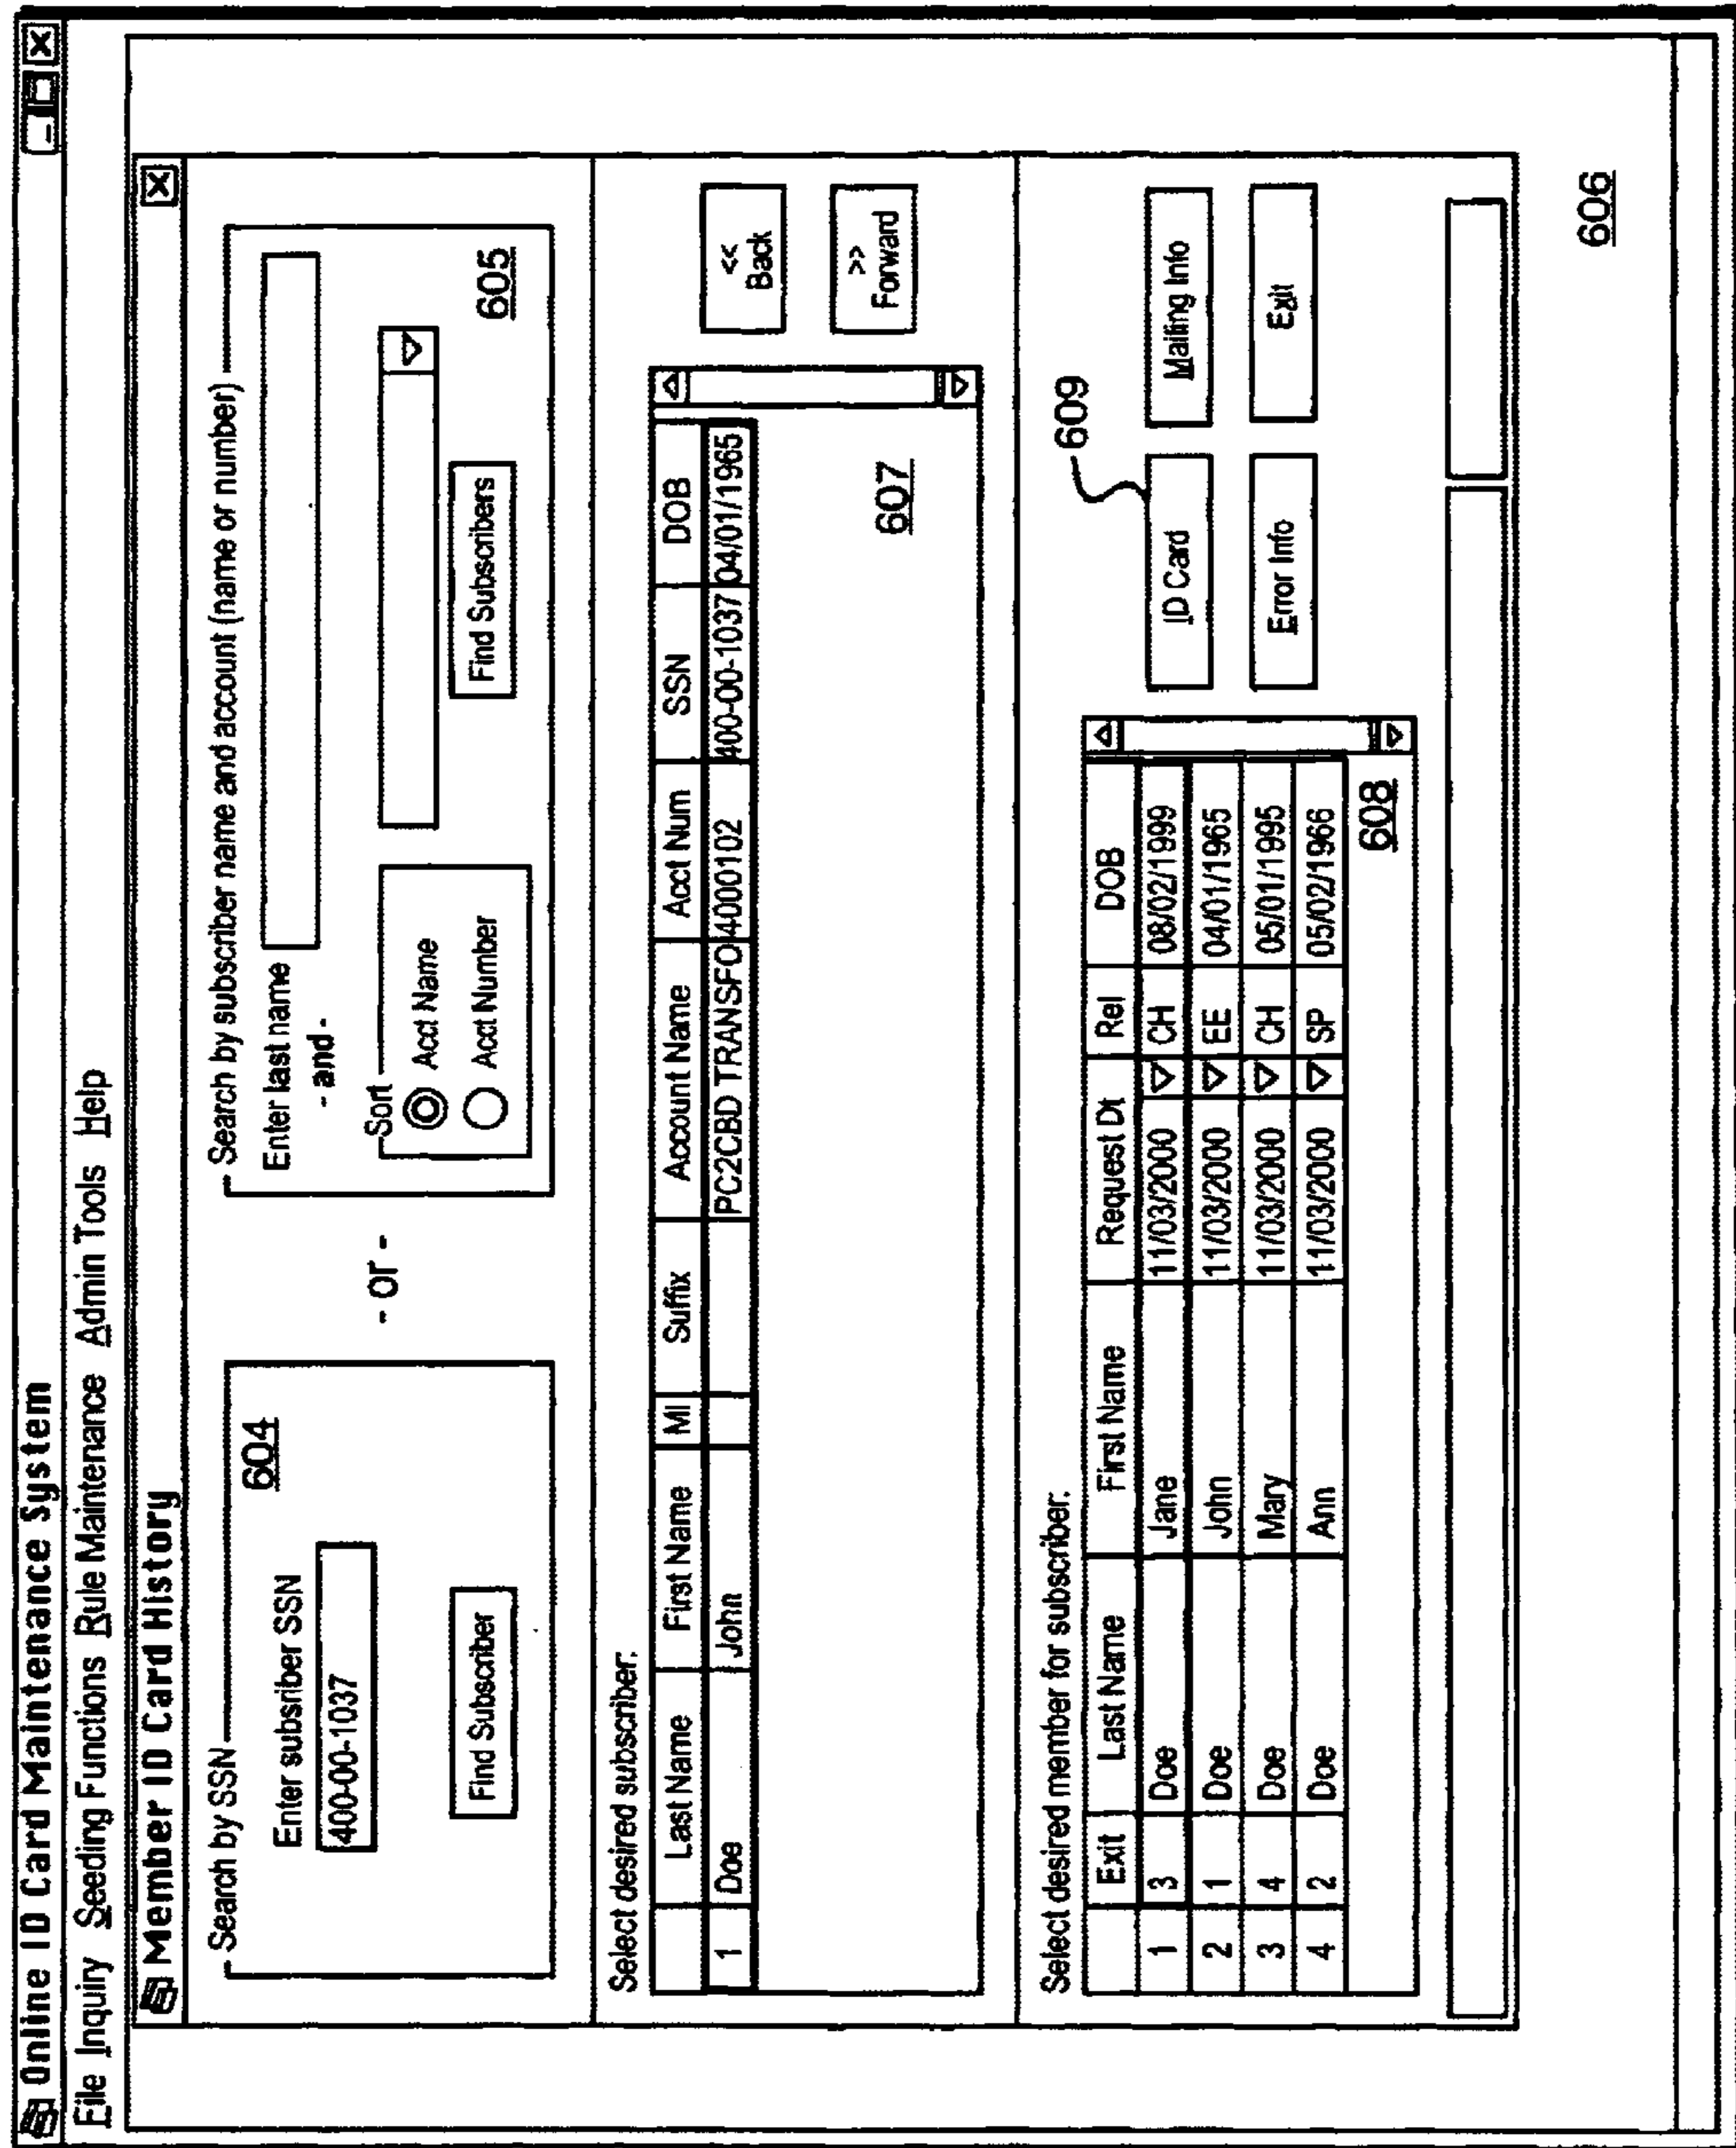 Online ID Card Maintenance System
File Inquiry Seeding Functions Rule Maintenance Admin Tools Help
Member ID Card History
Search by SSN
604
Enter subsriber SSN
400-00-1037
Find Subscriber
- or -
Search by subscriber name and account (name or number)
Enter last name
- and -
Sort
Acct Name
Acct Number
Find Subscribers
605
Select desired subscriber:
Last Name First Name MI Suffix Account Name Acct Num SSN DOB
1 Doe John PC2CBD TRANSFO 4000102 400-00-1037 04/01/1965
607
<< Back
>> Forward
Select desired member for subscriber:
Exit Last Name First Name Request Dt Rel DOB
1 3 Doe Jane 11/03/2000 CH 08/02/1999
2 1 Doe John 11/03/2000 EE 04/01/1965
3 4 Doe Mary 11/03/2000 CH 05/01/1995
4 2 Doe Ann 11/03/2000 SP 05/02/1966
608
609
ID Card Mailing Info
Error Info Exit
606